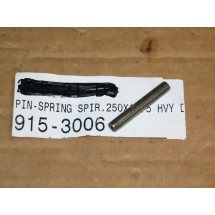 PIN-SPRING SPIR.250X HVY D
915-3006